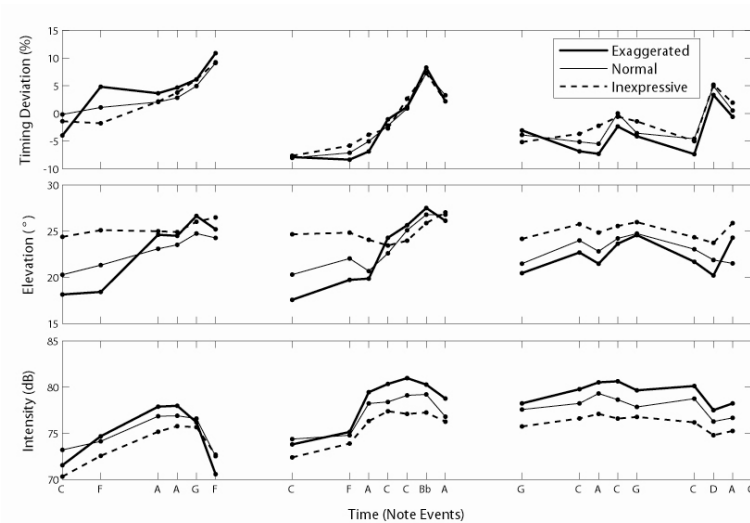 15
10
5
0
-5
-10
Timing Deviation (%)
Exaggerated
Normal
Inexpressive
30
25
20
15
Elevation (°)
85
80
75
70
Intensity (dB)
C F A A G F C F A C C Bb A G C A C G C D A
Time (Note Events)